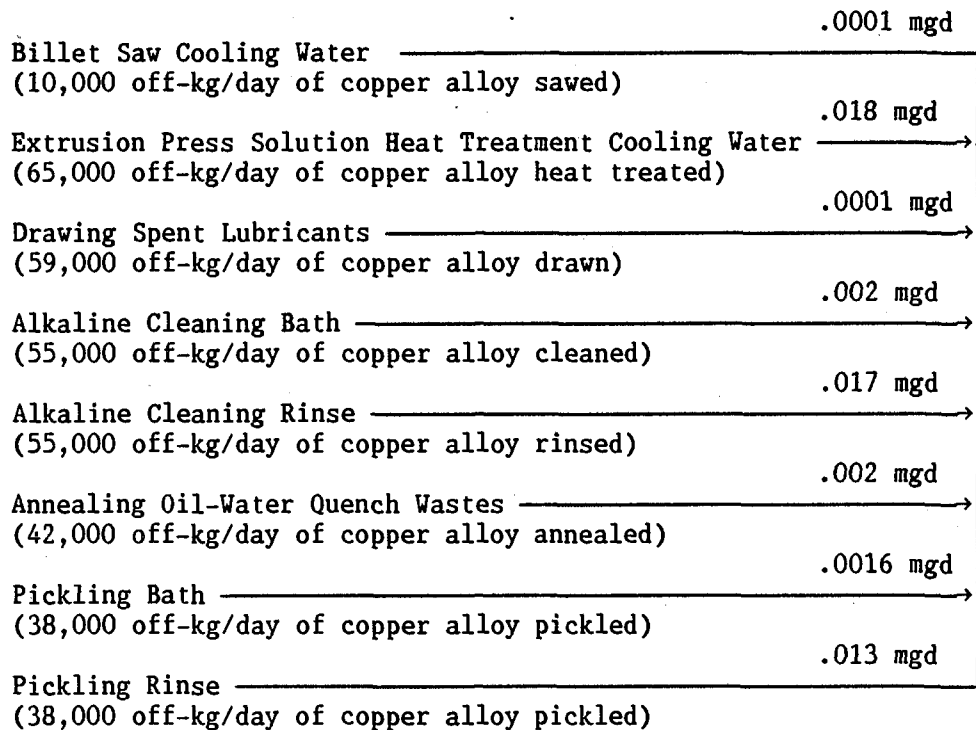 .0001 mgd
Billet Saw Cooling Water
(10,000 off-kg/day of copper alloy sawed)
.018 mgd
Extrusion Press Solution Heat Treatment Cooling Water
(65,000 off-kg/day of copper alloy heat treated)
.0001 mgd
Drawing Spent Lubricants
(59,000 off-kg/day of copper alloy drawn)
.002 mgd
Alkaline Cleaning Bath
(55,000 off-kg/day of copper alloy cleaned)
.017 mgd
Alkaline Cleaning Rinse
(55,000 off-kg/day of copper alloy rinsed)
.002 mgd
Annealing Oil-Water Quench Wastes
(42,000 off-kg/day of copper alloy annealed)
.0016 mgd
Pickling Bath
(38,000 off-kg/day of copper alloy pickled)
.013 mgd
Pickling Rinse
(38,000 off-kg/day of copper alloy pickled)